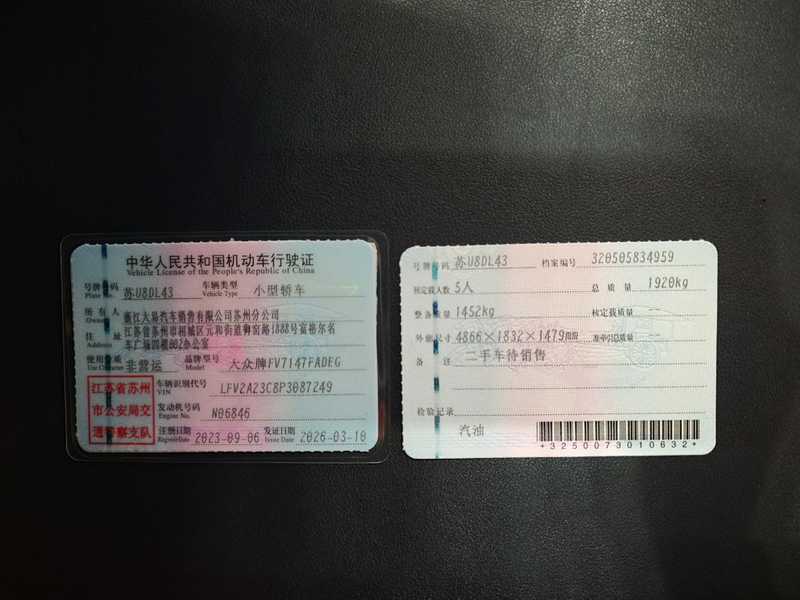 中华人民共和国机动车行驶证
Vehicle License of the People's Republic of China
号牌号码 苏U8DL43 车辆类型 小型轿车
Plate No. Vehicle Type
所有人 浙江大易汽车销售有限公司苏州分公司
Owner
住址 江苏省苏州市相城区元和街道御窑路1888号富格尔名
Address 车广场四楼602办公室
使用性质 非营运 品牌型号 大众牌FV7147FADEG
Use Character Model
江苏省苏州
市公安局交
通警察支队
车辆识别代号 LFV2A23C8P3087249
VIN
发动机号码 N06846
Engine No.
注册日期 2023-09-06 发证日期 2026-03-18
Register Date Issue Date
号牌号码 苏U8DL43 档案编号 320505834959
核定载人数 5人 总质量 1920kg
整备质量 1452kg 核定载质量 --
外廓尺寸 4866×1832×1479mm 准牵引总质量 --
备注 二手车待销售
检验记录
汽油
*3250073010632*